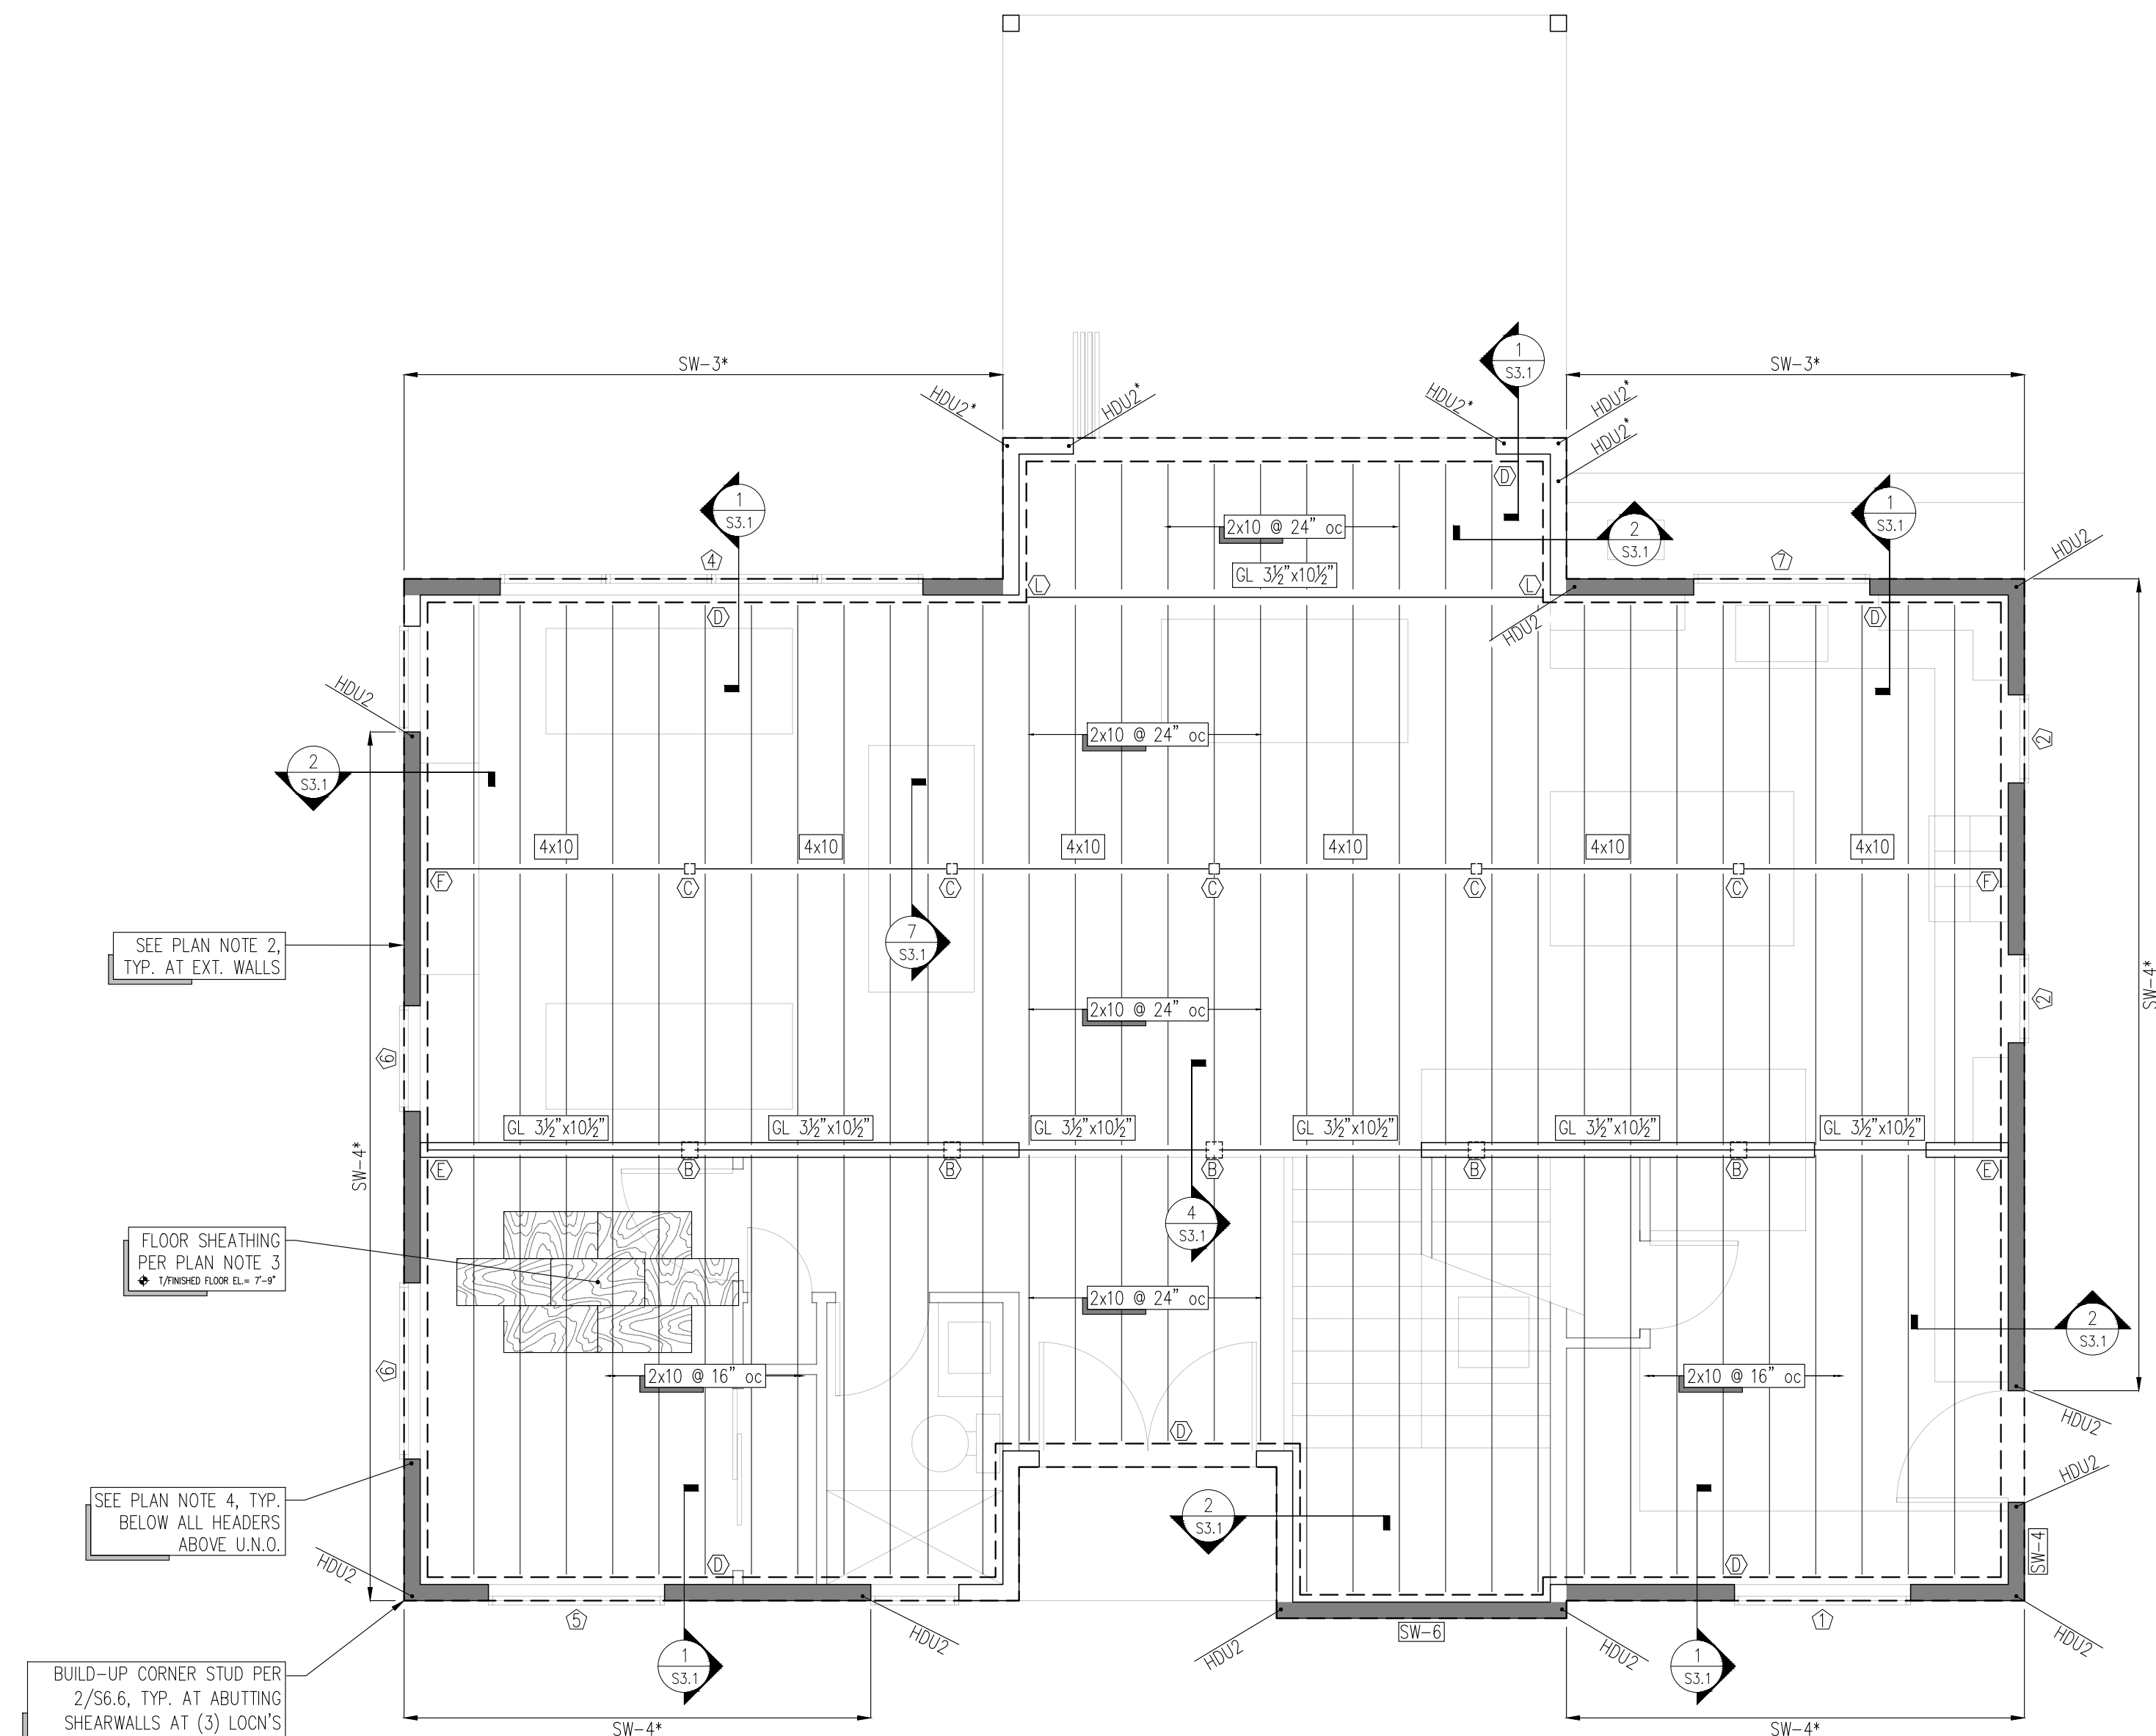 SW-3*
SW-3*
1
S3.1
HDU2*
HDU2*
HDU2*
HDU2*
HDU2*
D
1
S3.1
2x10 @ 24" oc
2
S3.1
1
S3.1
HDU2
4
7
GL 3½"x10½"
L
L
D
D
HDU2
HDU2
2x10 @ 24" oc
2
2
S3.1
4x10
4x10
4x10
4x10
4x10
4x10
F
C
C
C
C
C
F
7
S3.1
SEE PLAN NOTE 2,
TYP. AT EXT. WALLS
SW-4*
2
2x10 @ 24" oc
6
GL 3½"x10½"
GL 3½"x10½"
GL 3½"x10½"
GL 3½"x10½"
GL 3½"x10½"
GL 3½"x10½"
SW-4*
E
B
B
B
B
B
E
4
S3.1
FLOOR SHEATHING
PER PLAN NOTE 3
T/FINISHED FLOOR EL.= 7'-9"
2x10 @ 24" oc
2
S3.1
6
2x10 @ 16" oc
2x10 @ 16" oc
HDU2
D
HDU2
SEE PLAN NOTE 4, TYP.
BELOW ALL HEADERS
ABOVE U.N.O.
2
S3.1
SW-4
HDU2
D
D
5
1
HDU2
HDU2
SW-6
HDU2
HDU2
1
S3.1
1
S3.1
BUILD-UP CORNER STUD PER
2/S6.6, TYP. AT ABUTTING
SHEARWALLS AT (3) LOCN'S
SW-4*
SW-4*